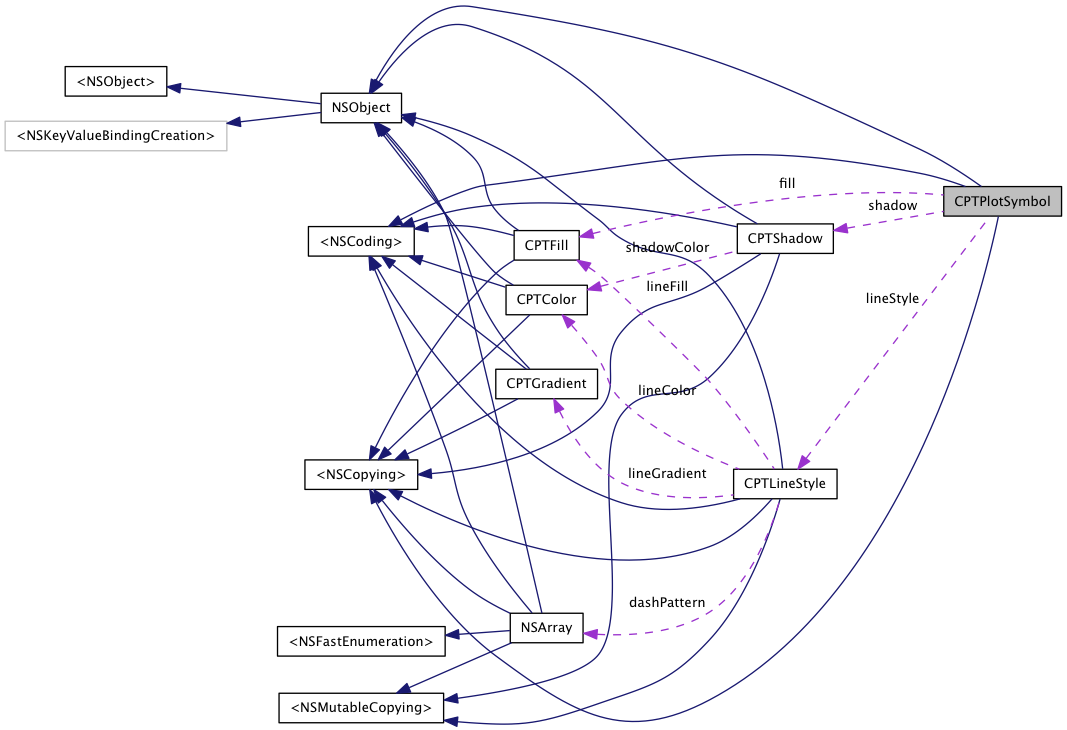 <NSObject>
NSObject
<NSKeyValueBindingCreation>
CPTPlotSymbol
fill
shadow
CPTShadow
<NSCoding>
CPTFill
shadowColor
lineFill
CPTColor
lineStyle
CPTGradient
lineColor
<NSCopying>
lineGradient
CPTLineStyle
dashPattern
NSArray
<NSFastEnumeration>
<NSMutableCopying>